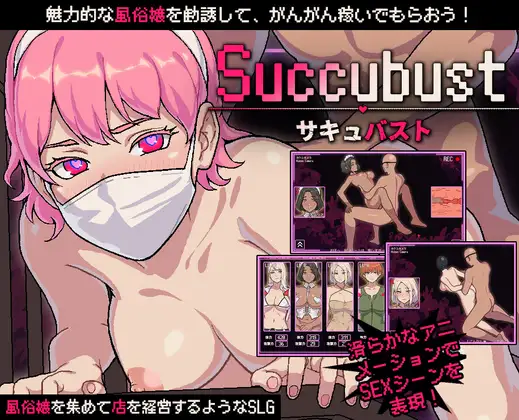 魅力的な風俗嬢を勧誘して、がんがん稼いでもらおう！
Succubust
サキュバスト
REC
滑らかなアニ
メーションで
SEXシーンを
表現！
風俗嬢を集めて店を経営するようなSLG